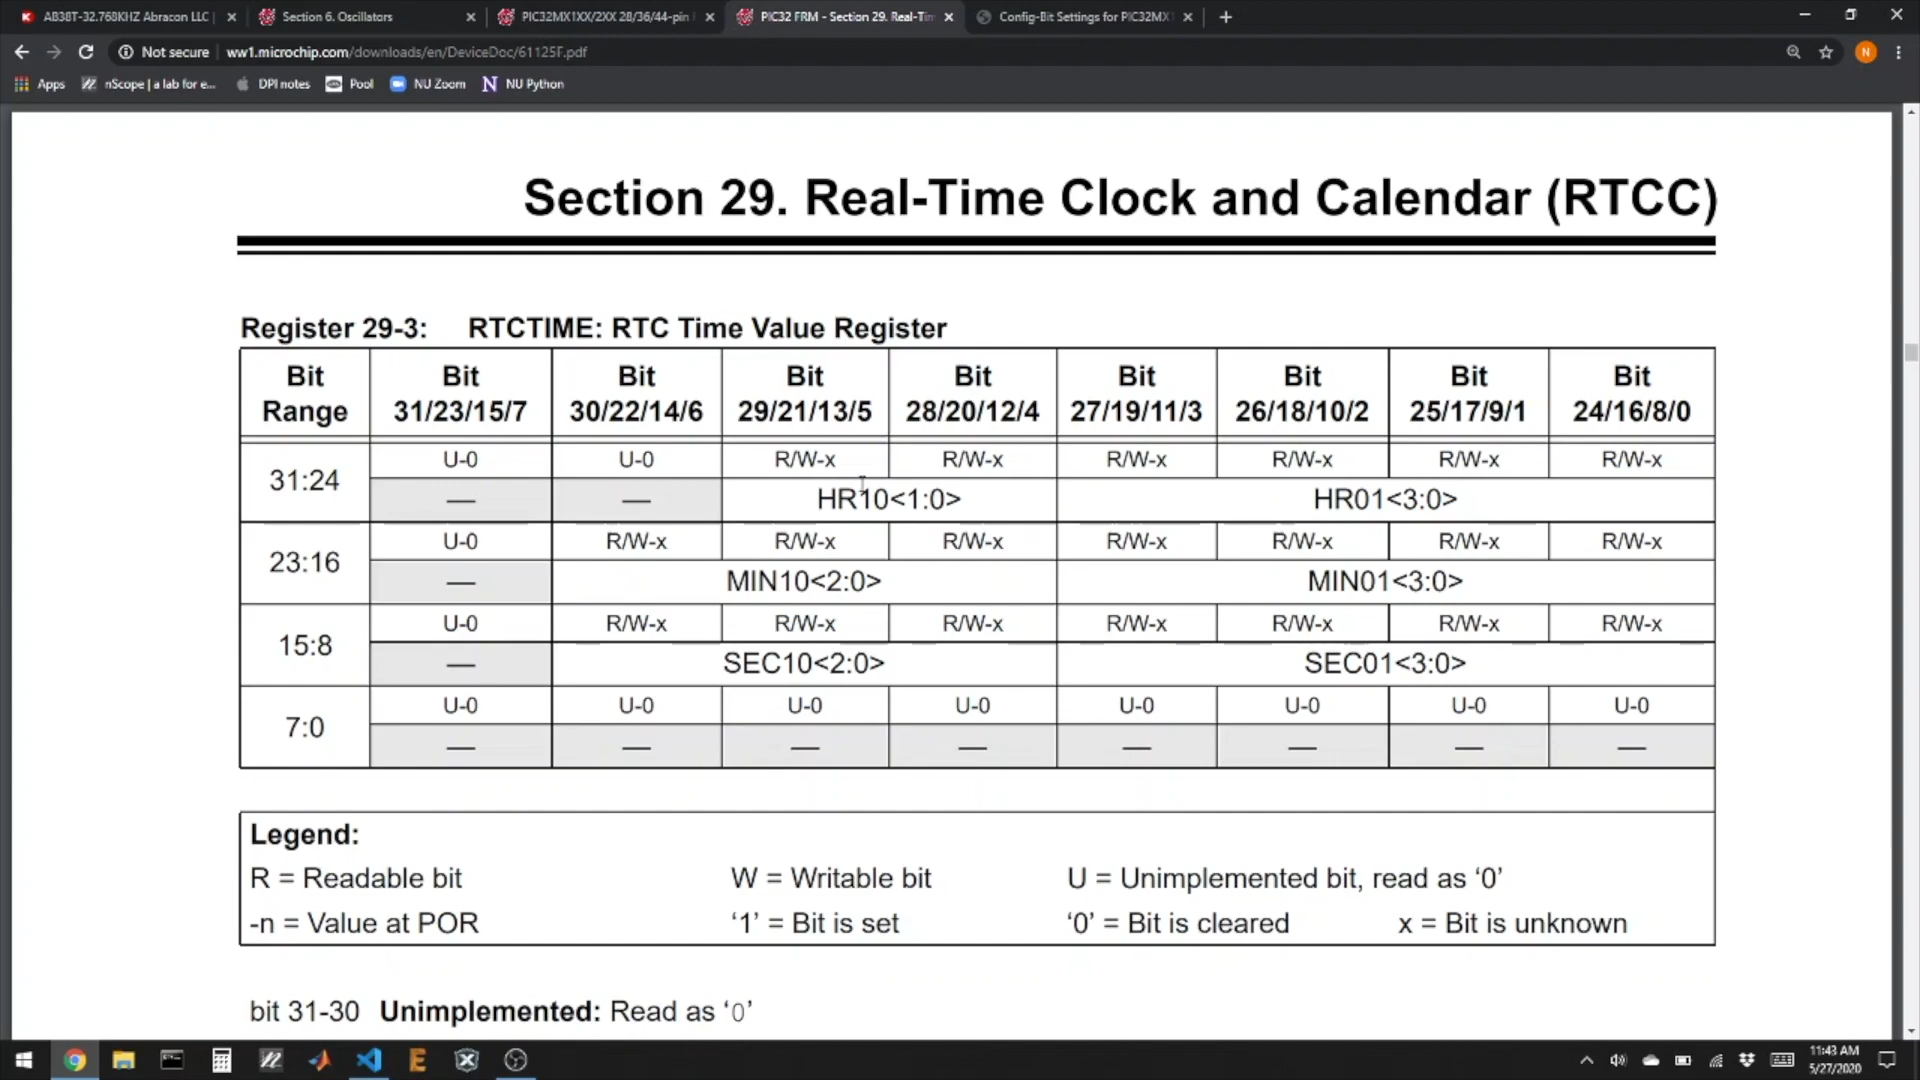 AB38T-32.768KHZ Abracon LLC | Section 6. Oscillators PIC32MX1XX/2XX 28/36/44-pin PIC32 FRM - Section 29. Real-Tim Config-Bit Settings for PIC32MX
Not secure ww1.microchip.com/downloads/en/DeviceDoc/61125F.pdf N
Apps nScope | a lab for e... DPI notes Pool NU Zoom NU Python
Section 29. Real-Time Clock and Calendar (RTCC)
Register 29-3: RTCTIME: RTC Time Value Register
Bit Range Bit 31/23/15/7 Bit 30/22/14/6 Bit 29/21/13/5 Bit 28/20/12/4 Bit 27/19/11/3 Bit 26/18/10/2 Bit 25/17/9/1 Bit 24/16/8/0
31:24 U-0 U-0 R/W-x R/W-x R/W-x R/W-x R/W-x R/W-x
— — HR10<1:0> HR01<3:0>
23:16 U-0 R/W-x R/W-x R/W-x R/W-x R/W-x R/W-x R/W-x
— MIN10<2:0> MIN01<3:0>
15:8 U-0 R/W-x R/W-x R/W-x R/W-x R/W-x R/W-x R/W-x
— SEC10<2:0> SEC01<3:0>
7:0 U-0 U-0 U-0 U-0 U-0 U-0 U-0 U-0
— — — — — — — —
Legend:
R = Readable bit W = Writable bit U = Unimplemented bit, read as ‘0’
-n = Value at POR ‘1’ = Bit is set ‘0’ = Bit is cleared x = Bit is unknown
bit 31-30 Unimplemented: Read as ‘0’
11:43 AM
5/27/2020